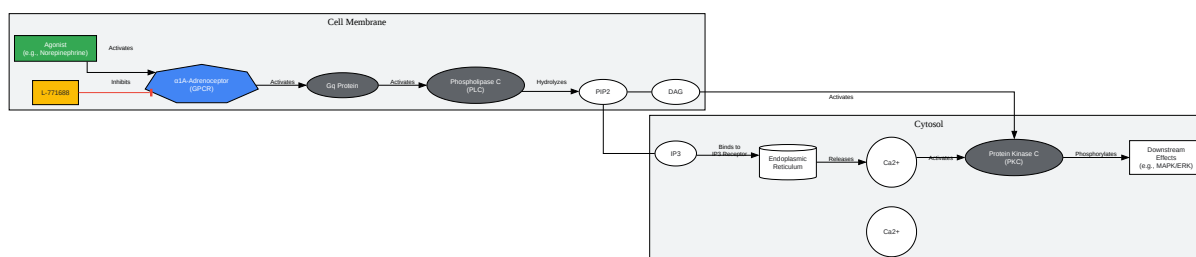 Cell Membrane
Agonist
(e.g., Norepinephrine)
Activates
L-771688
Inhibits
α1A-Adrenoceptor
(GPCR)
Activates
Gq Protein
Activates
Phospholipase C
(PLC)
Hydrolyzes
PIP2
DAG
Activates
Cytosol
IP3
Binds to
IP3 Receptor
Endoplasmic
Reticulum
Releases
Ca2+
Activates
Protein Kinase C
(PKC)
Phosphorylates
Downstream
Effects
(e.g., MAPK/ERK)
Ca2+